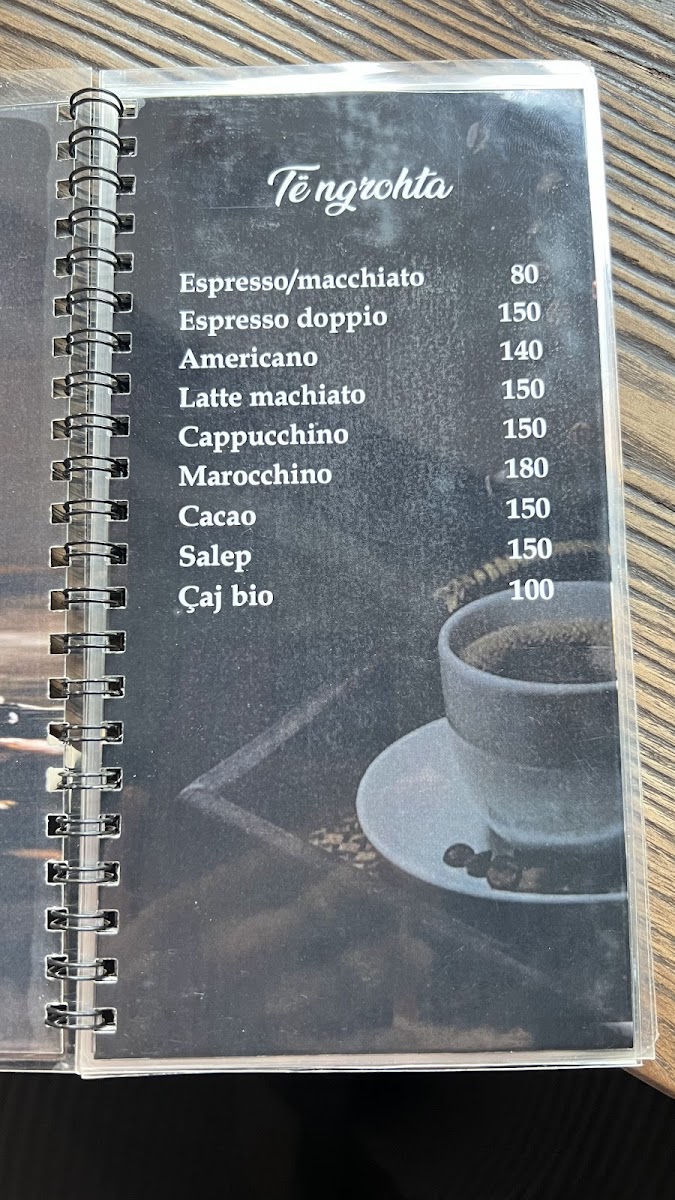 Të ngrohta
Espresso/macchiato 80
Espresso doppio 150
Americano 140
Latte machiato 150
Cappucchino 150
Marocchino 180
Cacao 150
Salep 150
Çaj bio 100